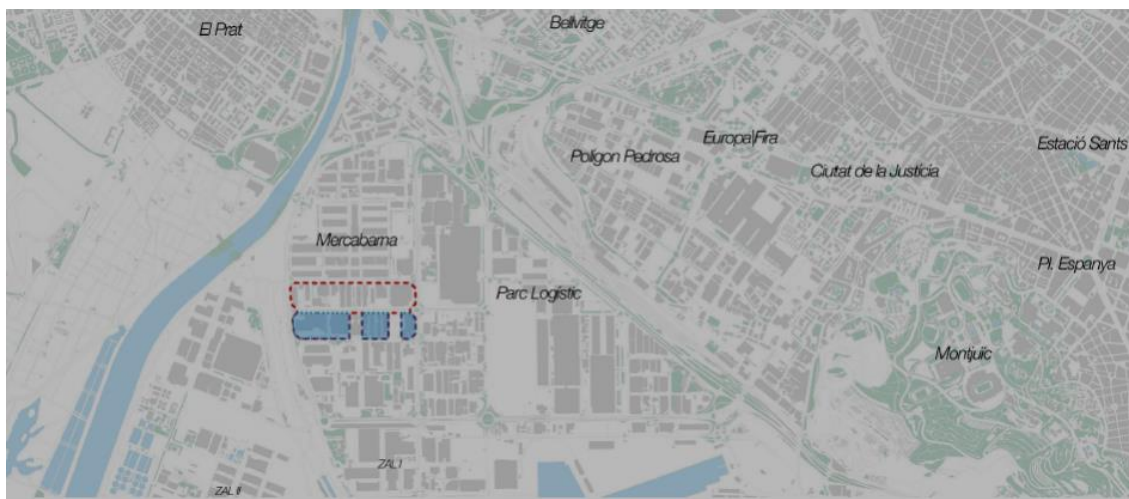 El Prat
Bellvitge
Europa|Fira
Estació Sants
Polígon Pedrosa
Ciutat de la Justícia
Mercabarna
Pl. Espanya
Parc Logístic
Montjuïc
ZAL I
ZAL II